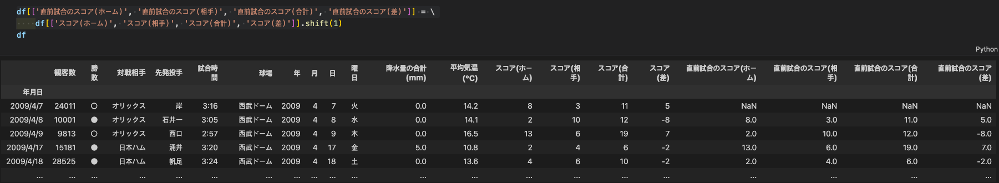 df[['直前試合のスコア(ホーム)', '直前試合のスコア(相手)', '直前試合のスコア(合計)', '直前試合のスコア(差)']] = \
df[['スコア(ホーム)', 'スコア(相手)', 'スコア(合計)', 'スコア(差)']].shift(1)
df
Python
観客数 勝敗 対戦相手 先発投手 試合時間 球場 年 月 日 曜日 降水量の合計(mm) 平均気温(℃) スコア(ホーム) スコア(相手) スコア(合計) スコア(差) 直前試合のスコア(ホーム) 直前試合のスコア(相手) 直前試合のスコア(合計) 直前試合のスコア(差)
年月日
2009/4/7 24011 ○ オリックス 岸 3:16 西武ドーム 2009 4 7 火 0.0 14.2 8 3 11 5 NaN NaN NaN NaN
2009/4/8 10001 ● オリックス 石井一 3:05 西武ドーム 2009 4 8 水 0.0 14.1 2 10 12 -8 8.0 3.0 11.0 5.0
2009/4/9 9813 ○ オリックス 西口 2:57 西武ドーム 2009 4 9 木 0.0 16.5 13 6 19 7 2.0 10.0 12.0 -8.0
2009/4/17 15181 ● 日本ハム 涌井 3:20 西武ドーム 2009 4 17 金 5.0 10.8 2 4 6 -2 13.0 6.0 19.0 7.0
2009/4/18 28525 ● 日本ハム 帆足 3:24 西武ドーム 2009 4 18 土 0.0 13.6 4 6 10 -2 2.0 4.0 6.0 -2.0
... ... ... ... ... ... ... ... ... ... ... ... ... ... ... ... ... ... ... ... ...